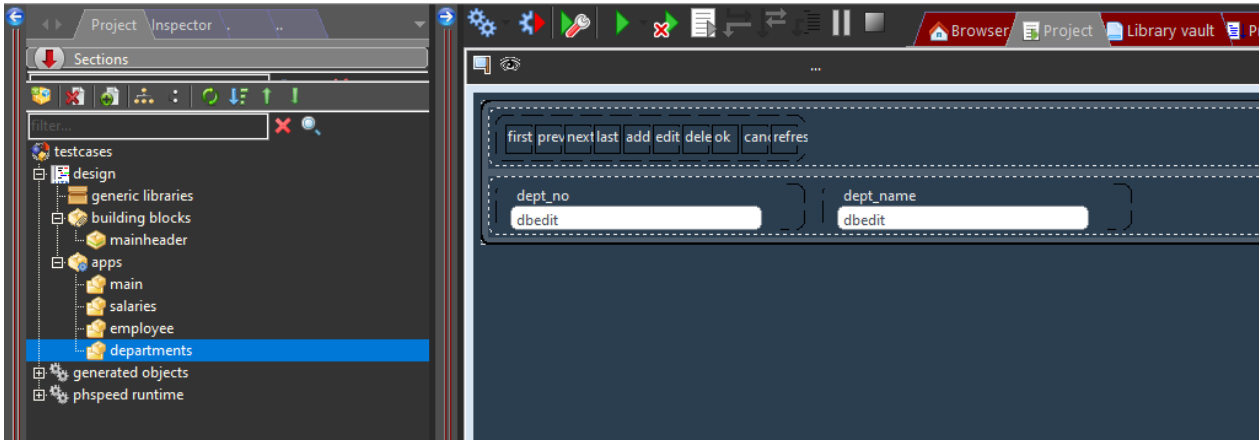 Project Inspector ..
Browser Project Library vault P
Sections
...
filter...
testcases
design
generic libraries
building blocks
mainheader
apps
main
salaries
employee
departments
generated objects
phspeed runtime
first prev next last add edit dele ok canc refres
dept_no dept_name
dbedit dbedit